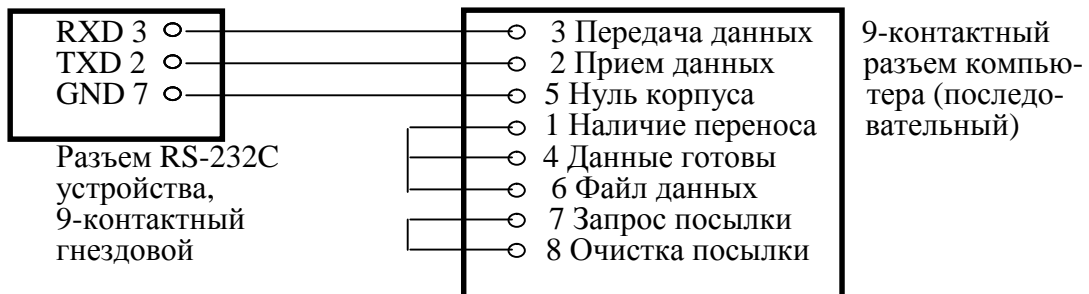 RXD 3
TXD 2
GND 7
Разъем RS-232C
устройства,
9-контактный
гнездовой
3 Передача данных
2 Прием данных
5 Нуль корпуса
1 Наличие переноса
4 Данные готовы
6 Файл данных
7 Запрос посылки
8 Очистка посылки
9-контактный
разъем компью-
тера (последо-
вательный)